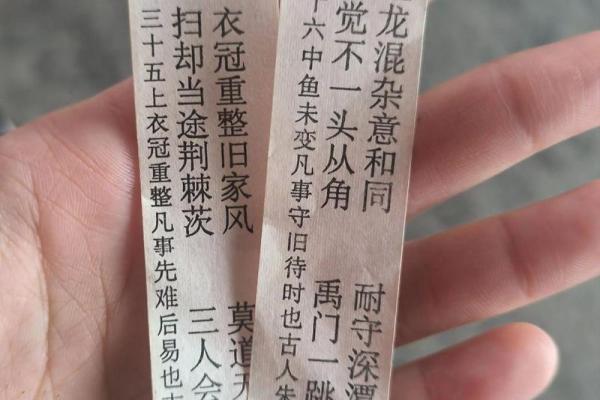 龙混杂意和同 耐守深潭
觉不一头从角 禹门一跳
十六中鱼未变凡事守旧待时也古人朱
衣冠重整旧家风 莫道
扫却当途荆棘茨 三人会
三十五上衣冠重整凡事先难后易也